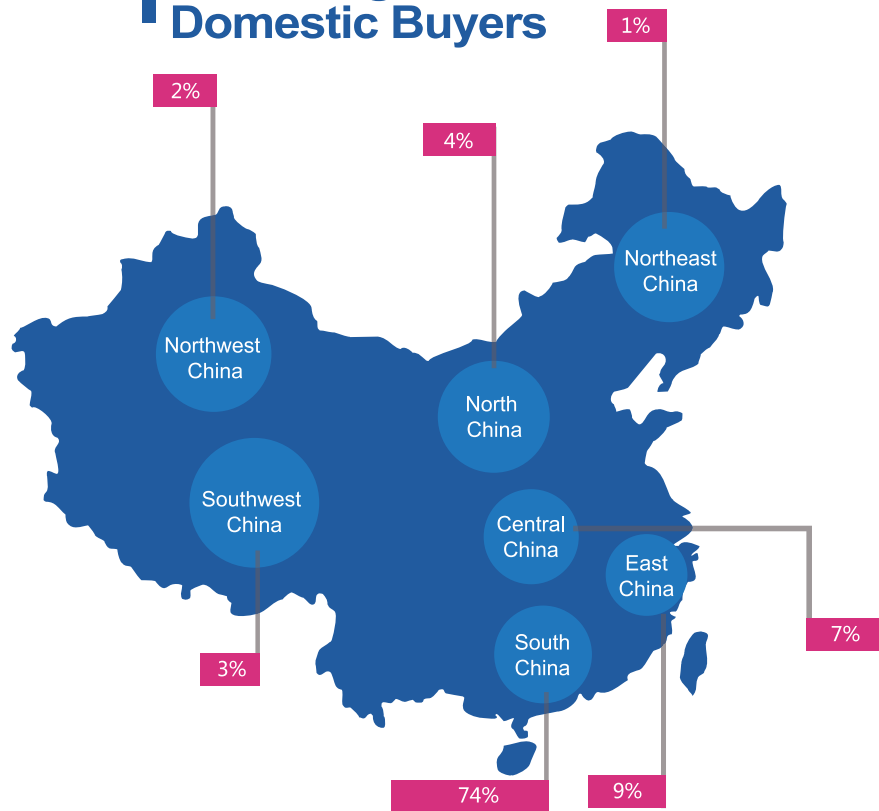 Domestic Buyers
1%
2%
4%
Northeast
China
Northwest
China
North
China
Southwest
China
Central
China
East
China
7%
South
China
3%
74%
9%